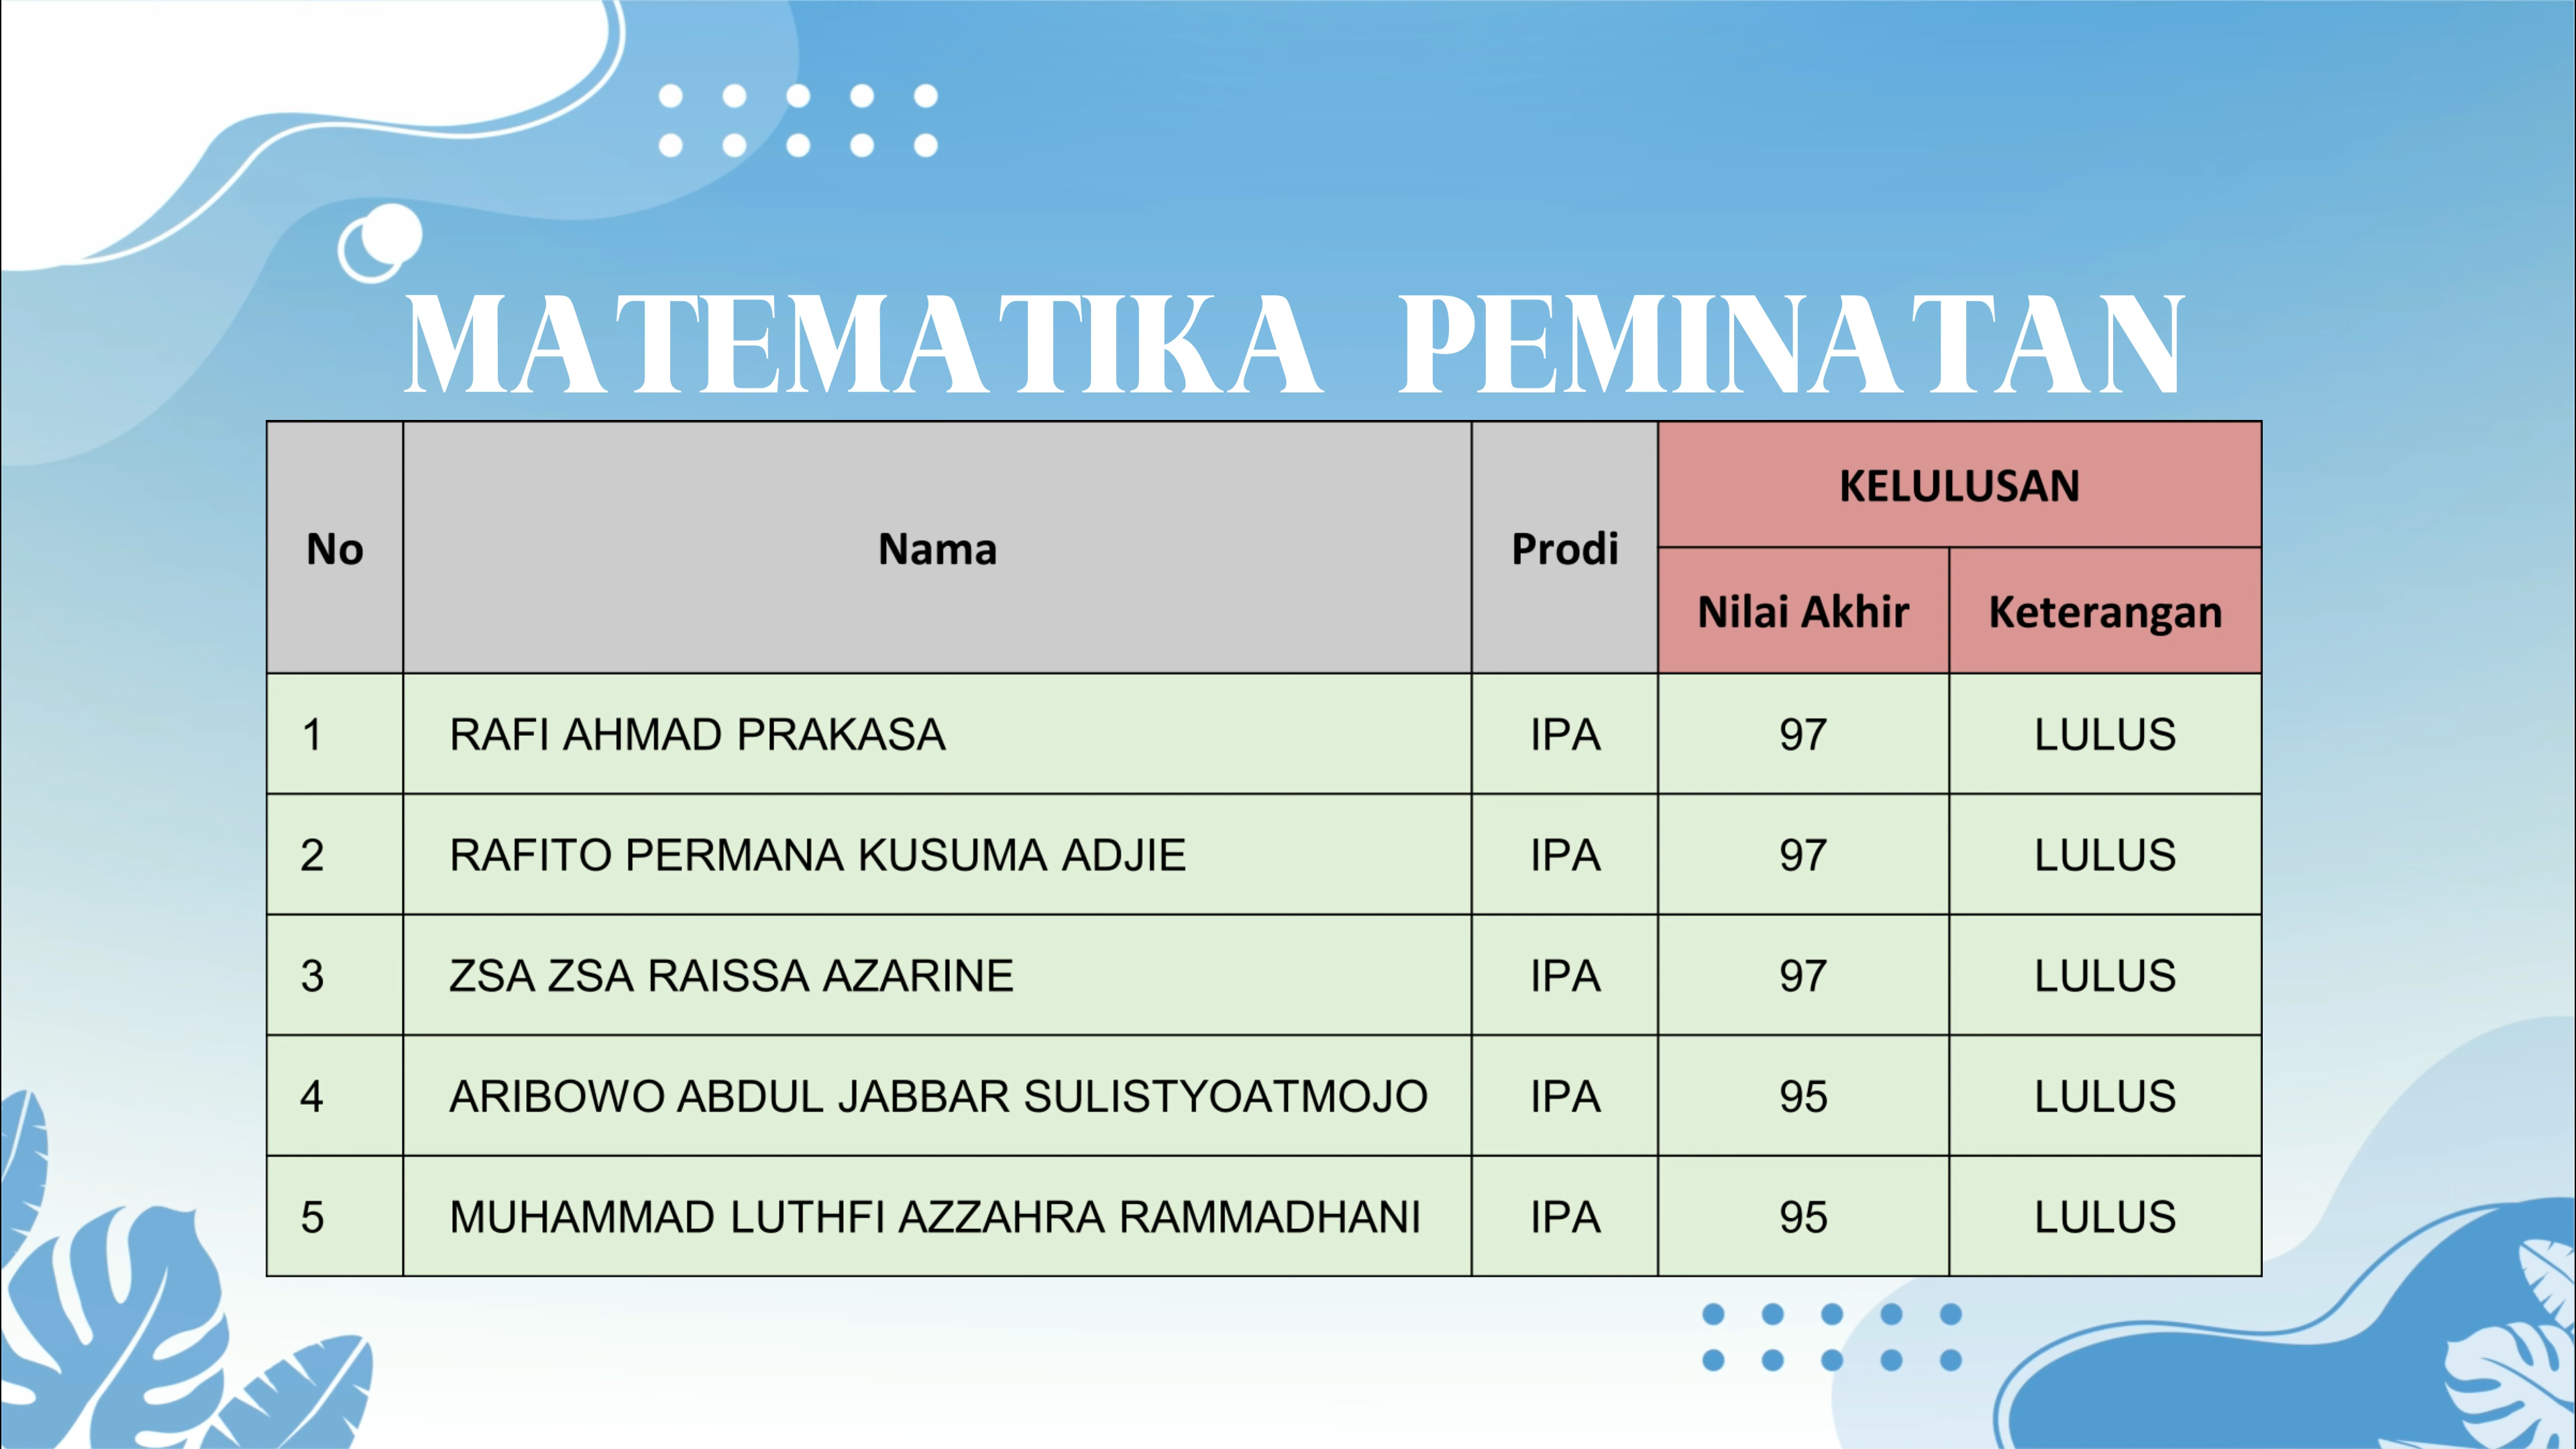 MATEMATIKA PEMINATAN
No Nama Prodi KELULUSAN
Nilai Akhir Keterangan
1 RAFI AHMAD PRAKASA IPA 97 LULUS
2 RAFITO PERMANA KUSUMA ADJIE IPA 97 LULUS
3 ZSA ZSA RAISSA AZARINE IPA 97 LULUS
4 ARIBOWO ABDUL JABBAR SULISTYOATMOJO IPA 95 LULUS
5 MUHAMMAD LUTHFI AZZAHRA RAMMADHANI IPA 95 LULUS